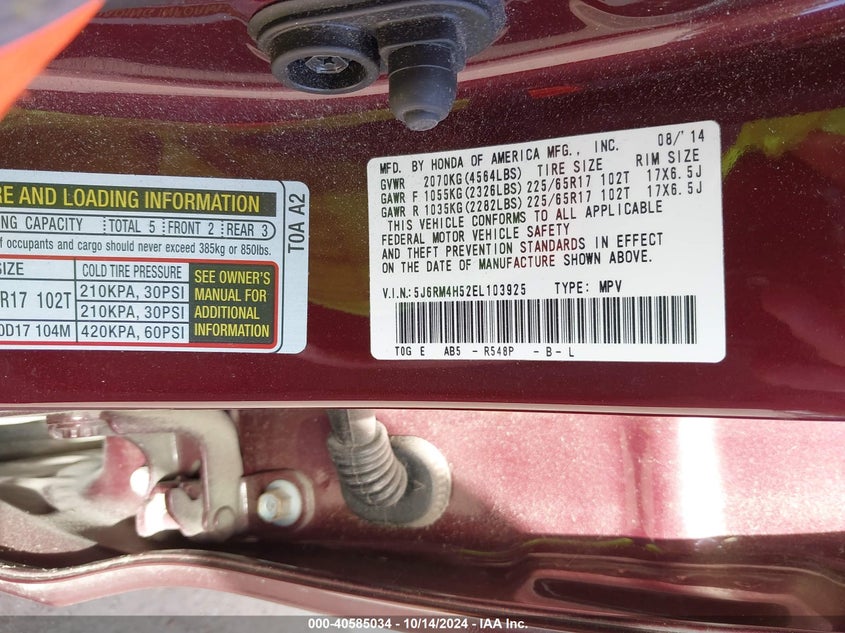 RE AND LOADING INFORMATION
NG CAPACITY TOTAL 5 FRONT 2 REAR 3
of occupants and cargo should never exceed 385kg or 850lbs.
SIZE COLD TIRE PRESSURE
R17 102T 210KPA, 30PSI
210KPA, 30PSI
0D17 104M 420KPA, 60PSI
SEE OWNER'S
MANUAL FOR
ADDITIONAL
INFORMATION
T0A A2
MFD. BY HONDA OF AMERICA MFG., INC. 08/'14
GVWR 2070KG(4564LBS) TIRE SIZE RIM SIZE
GAWR F 1055KG(2326LBS) 225/65R17 102T 17X6.5J
GAWR R 1035KG(2282LBS) 225/65R17 102T 17X6.5J
THIS VEHICLE CONFORMS TO ALL APPLICABLE
FEDERAL MOTOR VEHICLE SAFETY
AND THEFT PREVENTION STANDARDS IN EFFECT
ON THE DATE OF MANUFACTURE SHOWN ABOVE.
V.I.N.: 5J6RM4H52EL103925 TYPE: MPV
T0G E AB5 - R548P - B - L
000-40585034 - 10/14/2024 - IAA Inc.